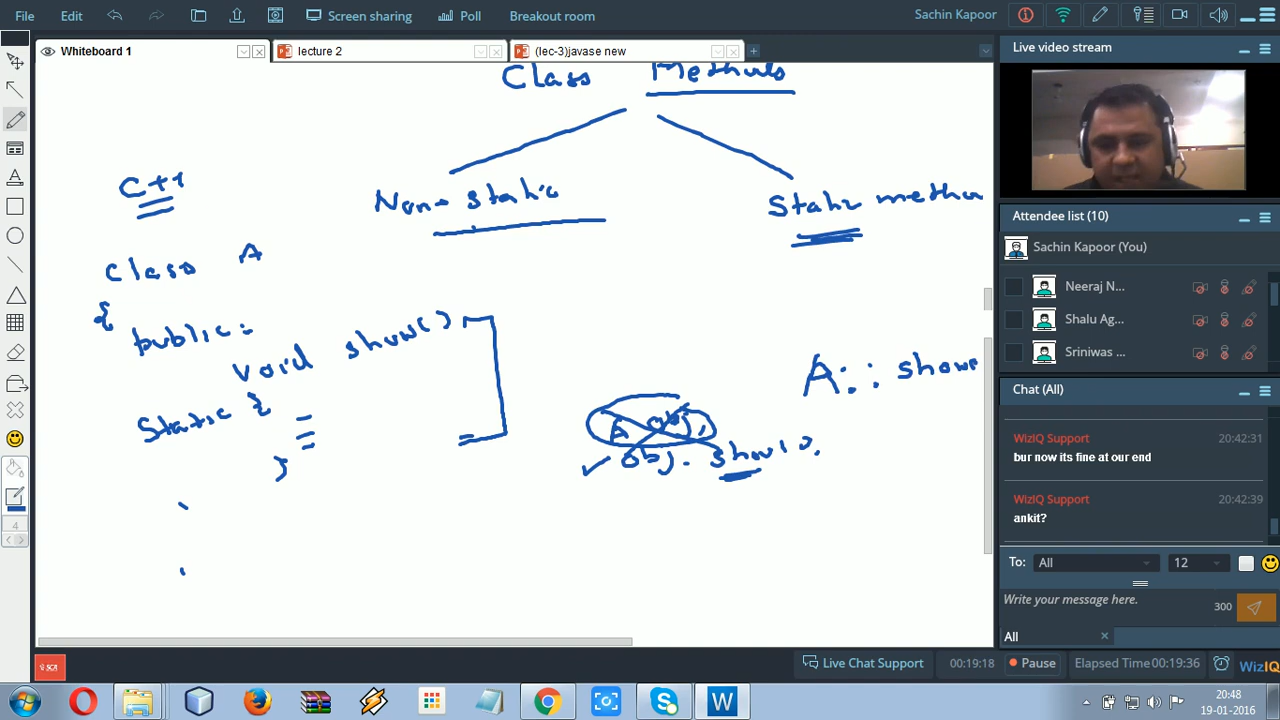 File Edit Screen sharing Poll Breakout room Sachin Kapoor
Whiteboard 1 lecture 2 (lec-3)javase new
Live video stream
Class Methods
Non-static Static metho
C++
class A
{
public:
void show()
static {
}
A obj;
obj. show();
A:: show
Attendee list (10)
Sachin Kapoor (You)
Neeraj N...
Shalu Ag...
Sriniwas ...
Chat (All)
WizIQ Support 20:42:31
bur now its fine at our end
WizIQ Support 20:42:39
ankit?
To: All 12
Write your message here. 300
All
4
Live Chat Support 00:19:18 Pause Elapsed Time 00:19:36 WizIQ
20:48
19-01-2016